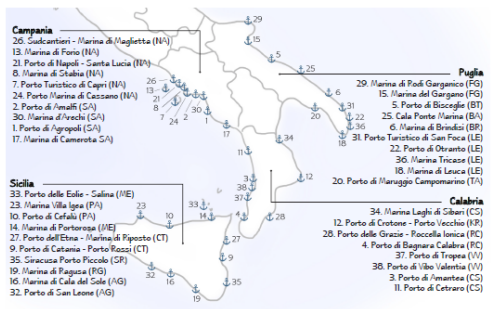 Campania
26. Sudcantieri - Marina di Maglietta (NA)
13. Marina di Forio (NA)
21. Porto di Napoli - Santa Lucia (NA)
8. Marina di Stabia (NA)
7. Porto Turistico di Capri (NA)
24. Porto Marina di Cassano (NA)
2. Porto di Amalfi (SA)
30. Marina d'Arechi (SA)
1. Porto di Agropoli (SA)
17. Marina di Camerota SA)
Puglia
29. Marina di Rodi Garganico (FG)
15. Marina del Gargano (FG)
5. Porto di Bisceglie (BT)
25. Cala Ponte Marina (BA)
6. Marina di Brindisi (BR)
31. Porto Turistico di San Foca (LE)
22. Porto di Otranto (LE)
36. Marina Tricase (LE)
18. Marina di Leuca (LE)
20. Porto di Maruggio Campomarino (TA)
Sicilia
33. Porto delle Eolie - Salina (ME)
23. Marina Villa Igea (PA)
10. Porto di Cefalù (PA)
14. Marina di Portorosa (ME)
27. Porto dell'Etna - Marina di Riposto (CT)
9. Porto di Catania - Porto Rossi (CT)
35. Siracusa Porto Piccolo (SR)
19. Marina di Ragusa (RG)
16. Marina di Cala del Sole (AG)
32. Porto di San Leone (AG)
Calabria
34. Marina Laghi di Sibari (CS)
12. Porto di Crotone - Porto Vecchio (KR)
28. Porto delle Grazie - Roccella Ionica (RC)
4. Porto di Bagnara Calabra (RC)
37. Porto di Tropea (VV)
38. Porto di Vibo Valentia (VV)
3. Porto di Amantea (CS)
11. Porto di Cetraro (CS)
29
15
5
25
6
31
22
36
18
20
26
13
21
8
7
24
2
30
1
17
34
11
12
3
38
37
4
28
33
14
23
10
27
9
35
32
16
19